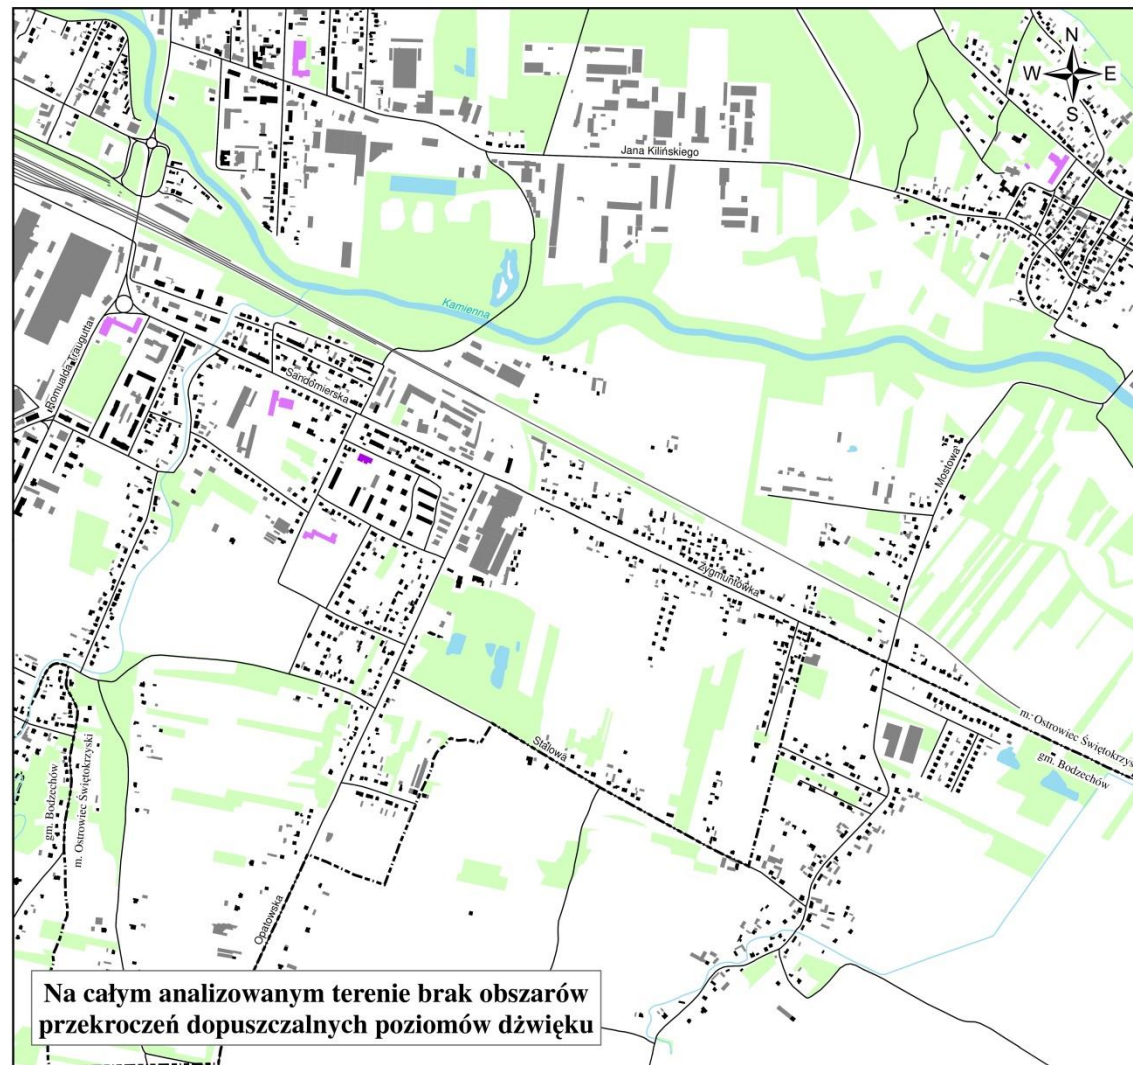 N
W E
S
Jana Kilińskiego
Kamienna
Romualda Traugutta
Sandomierska
Mostowa
Zygmuntówka
m. Ostrowiec Świętokrzys
gm. Bodzechów
Stalowa
gm. Bodzechów
m. Ostrowiec Świętokrzyski
Opatowska
Na całym analizowanym terenie brak obszarów
przekroczeń dopuszczalnych poziomów dżwięku